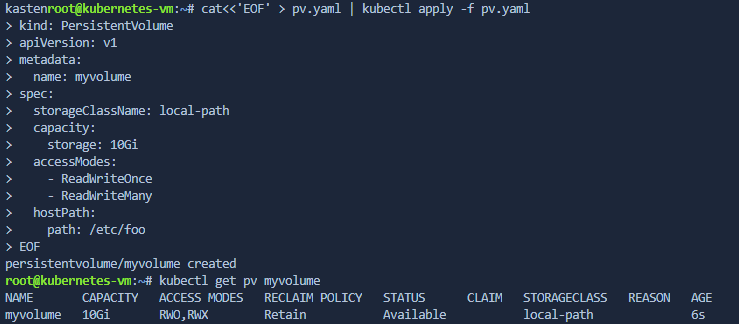 kastenroot@kubernetes-vm:~# cat<<'EOF' > pv.yaml | kubectl apply -f pv.yaml
> kind: PersistentVolume
> apiVersion: v1
> metadata:
>   name: myvolume
> spec:
>   storageClassName: local-path
>   capacity:
>     storage: 10Gi
>   accessModes:
>     - ReadWriteOnce
>     - ReadWriteMany
>   hostPath:
>     path: /etc/foo
> EOF
persistentvolume/myvolume created
root@kubernetes-vm:~# kubectl get pv myvolume
NAME       CAPACITY   ACCESS MODES   RECLAIM POLICY   STATUS      CLAIM   STORAGECLASS   REASON   AGE
myvolume   10Gi       RWO,RWX        Retain           Available           local-path              6s